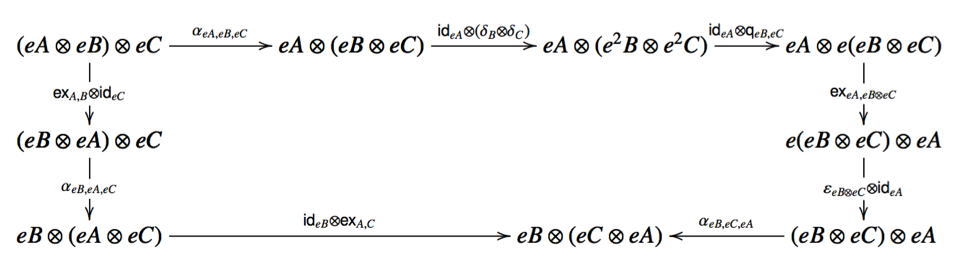 (eA ⊗ eB) ⊗ eC α_{eA,eB,eC} eA ⊗ (eB ⊗ eC) id_{eA}⊗(δ_B⊗δ_C) eA ⊗ (e²B ⊗ e²C) id_{eA}⊗q_{eB,eC} eA ⊗ e(eB ⊗ eC)
ex_{A,B}⊗id_{eC} ex_{eA,eB⊗eC}
(eB ⊗ eA) ⊗ eC e(eB ⊗ eC) ⊗ eA
α_{eB,eA,eC} ε_{eB⊗eC}⊗id_{eA}
eB ⊗ (eA ⊗ eC) id_{eB}⊗ex_{A,C} eB ⊗ (eC ⊗ eA) α_{eB,eC,eA} (eB ⊗ eC) ⊗ eA